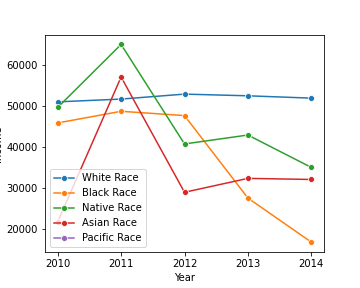 60000
50000
40000
30000
20000
White Race
Black Race
Native Race
Asian Race
Pacific Race
2010 2011 2012 2013 2014
Year